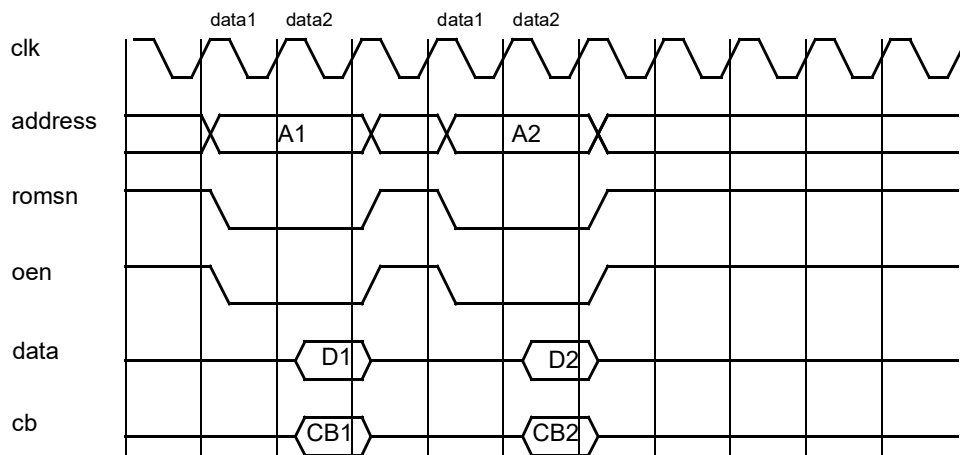 data1 data2 data1 data2
clk
address A1 A2
romsn
oen
data D1 D2
cb CB1 CB2